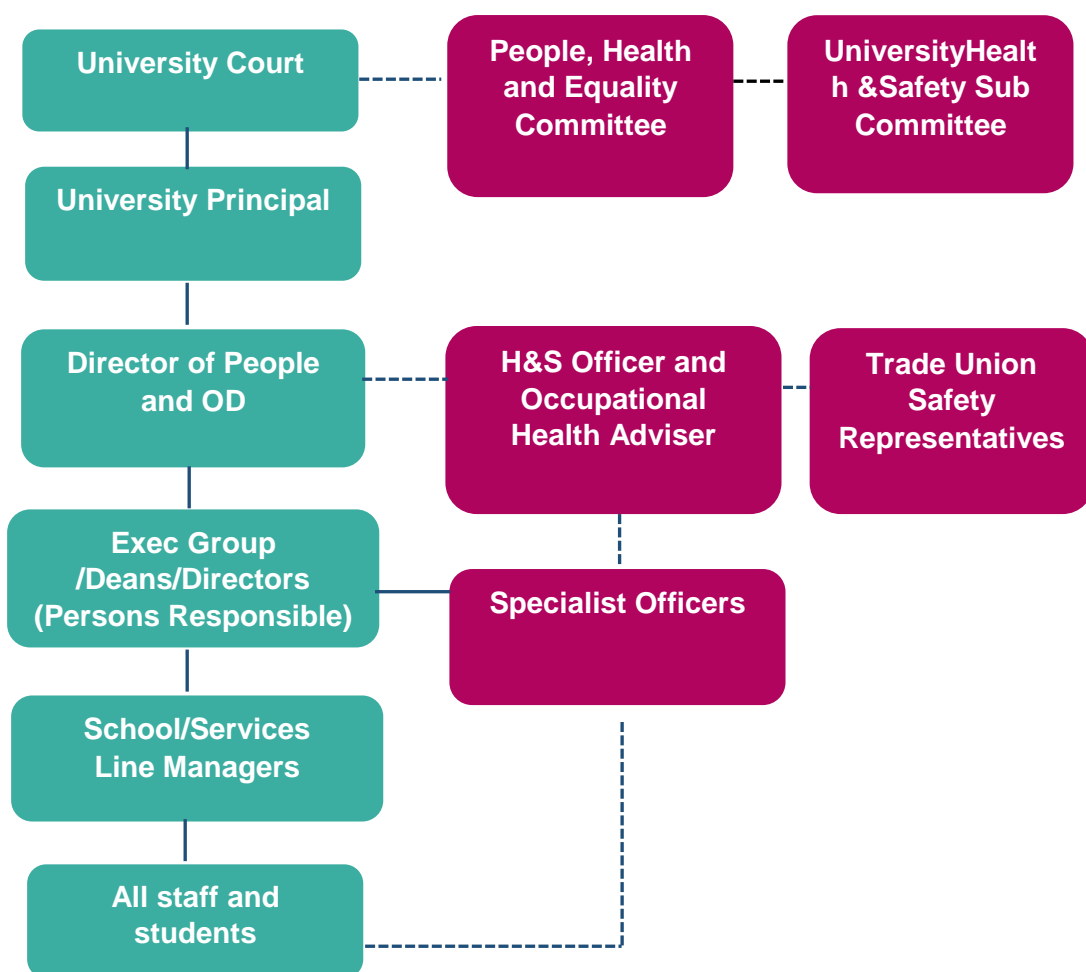 University Court
People, Health
and Equality
Committee
UniversityHealt
h &Safety Sub
Committee
University Principal
Director of People
and OD
H&S Officer and
Occupational
Health Adviser
Trade Union
Safety
Representatives
Exec Group
/Deans/Directors
(Persons Responsible)
Specialist Officers
School/Services
Line Managers
All staff and
students